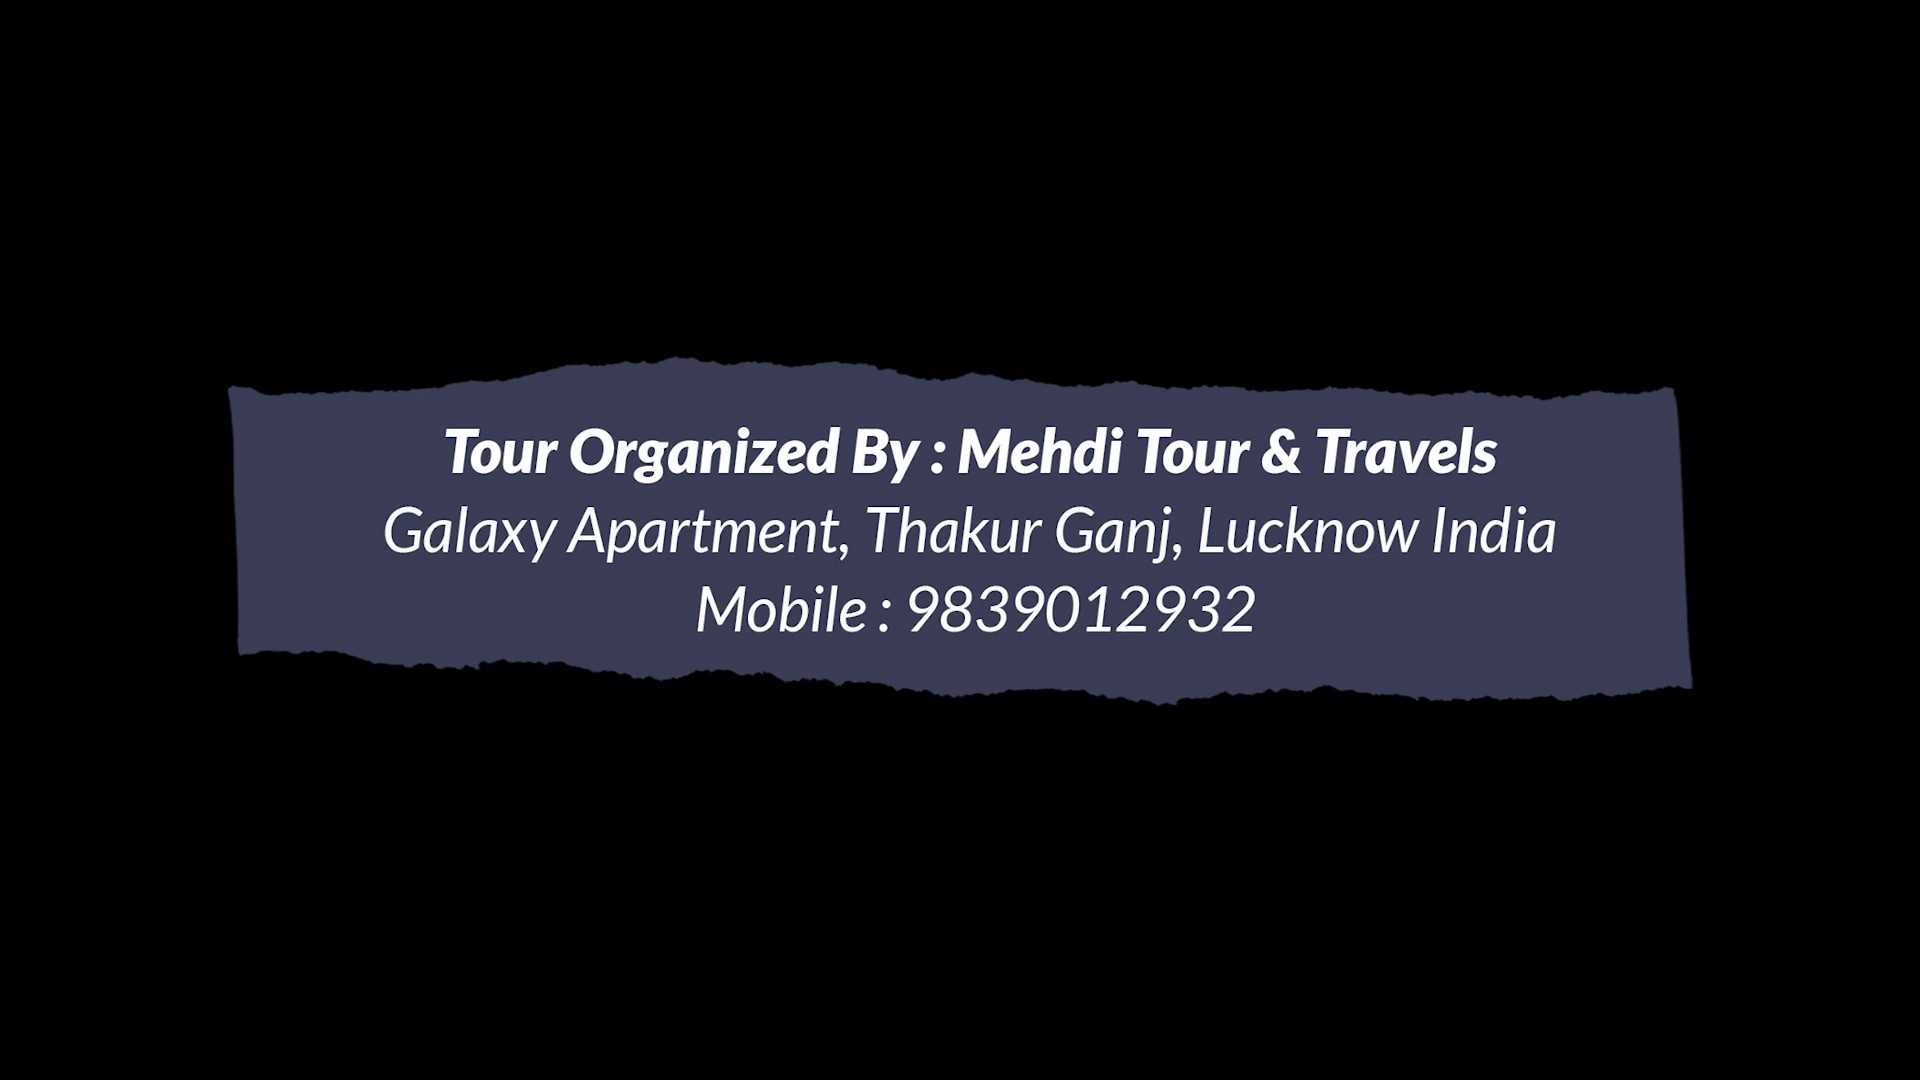 Tour Organized By : Mehdi Tour & Travels
Galaxy Apartment, Thakur Ganj, Lucknow India
Mobile : 9839012932